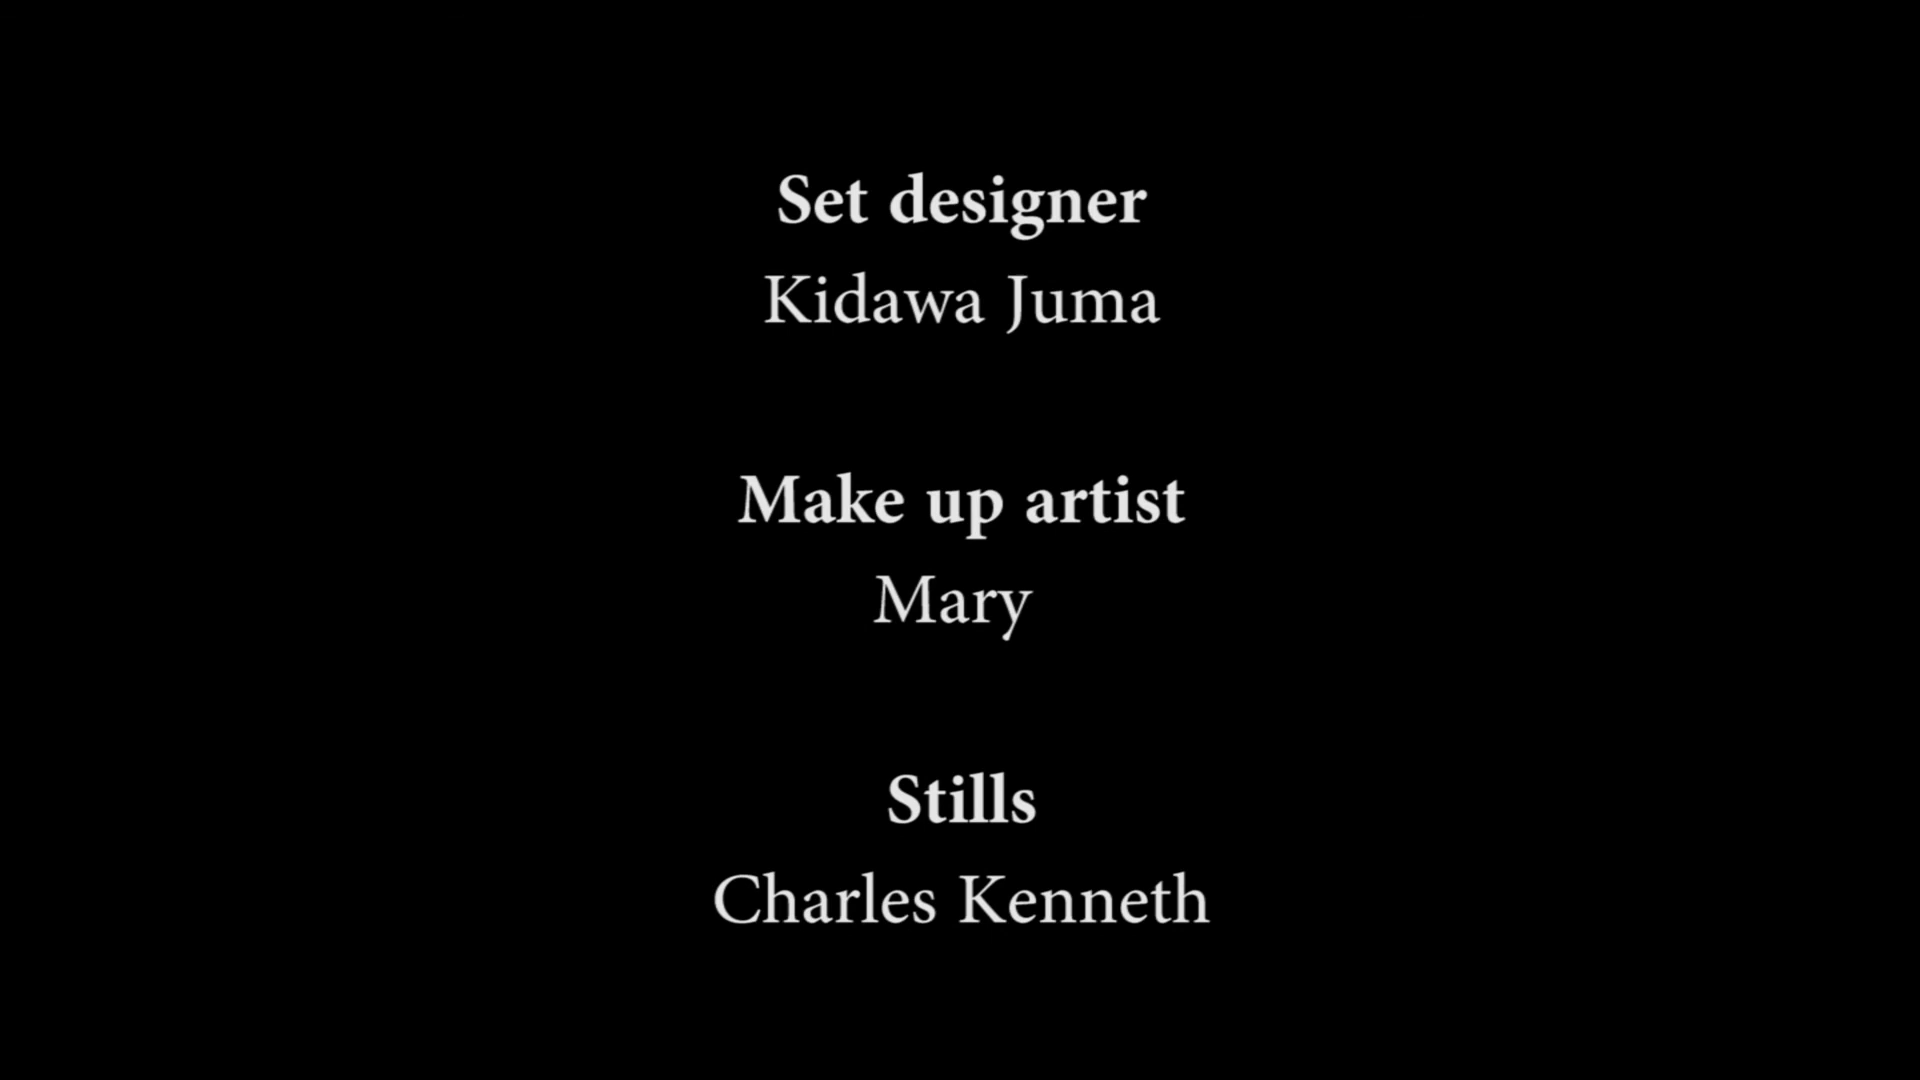 Set designer
Kidawa Juma
Make up artist
Mary
Stills
Charles Kenneth